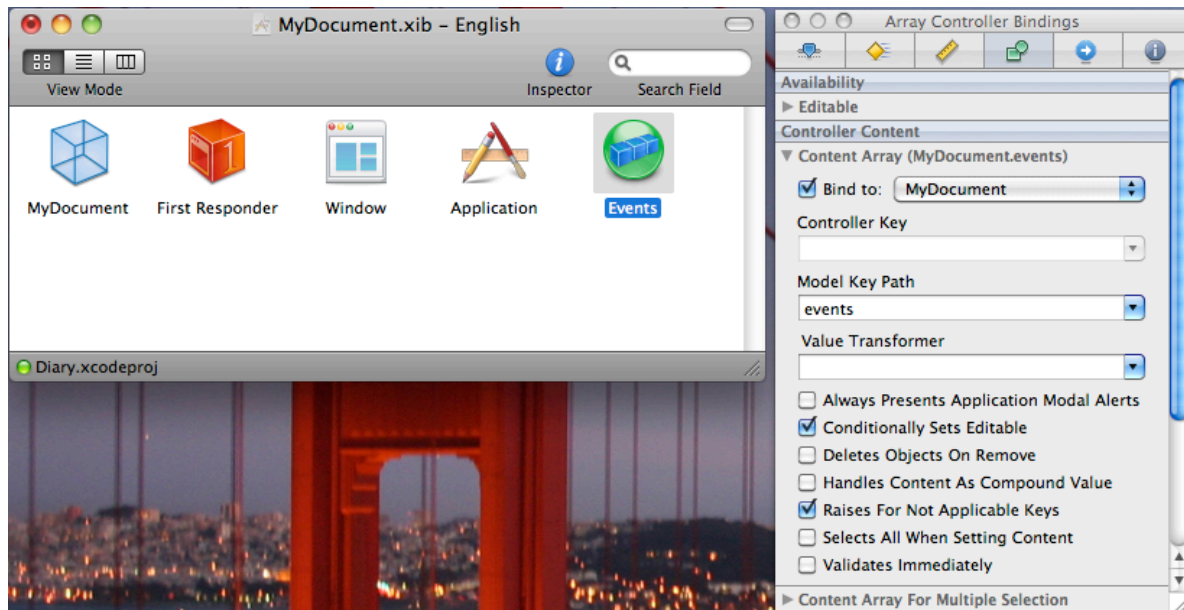 MyDocument.xib – English
View Mode
Inspector
Search Field
MyDocument
First Responder
1
Window
Application
Events
Diary.xcodeproj
Array Controller Bindings
Availability
Editable
Controller Content
Content Array (MyDocument.events)
Bind to: MyDocument
Controller Key
Model Key Path
events
Value Transformer
Always Presents Application Modal Alerts
Conditionally Sets Editable
Deletes Objects On Remove
Handles Content As Compound Value
Raises For Not Applicable Keys
Selects All When Setting Content
Validates Immediately
Content Array For Multiple Selection